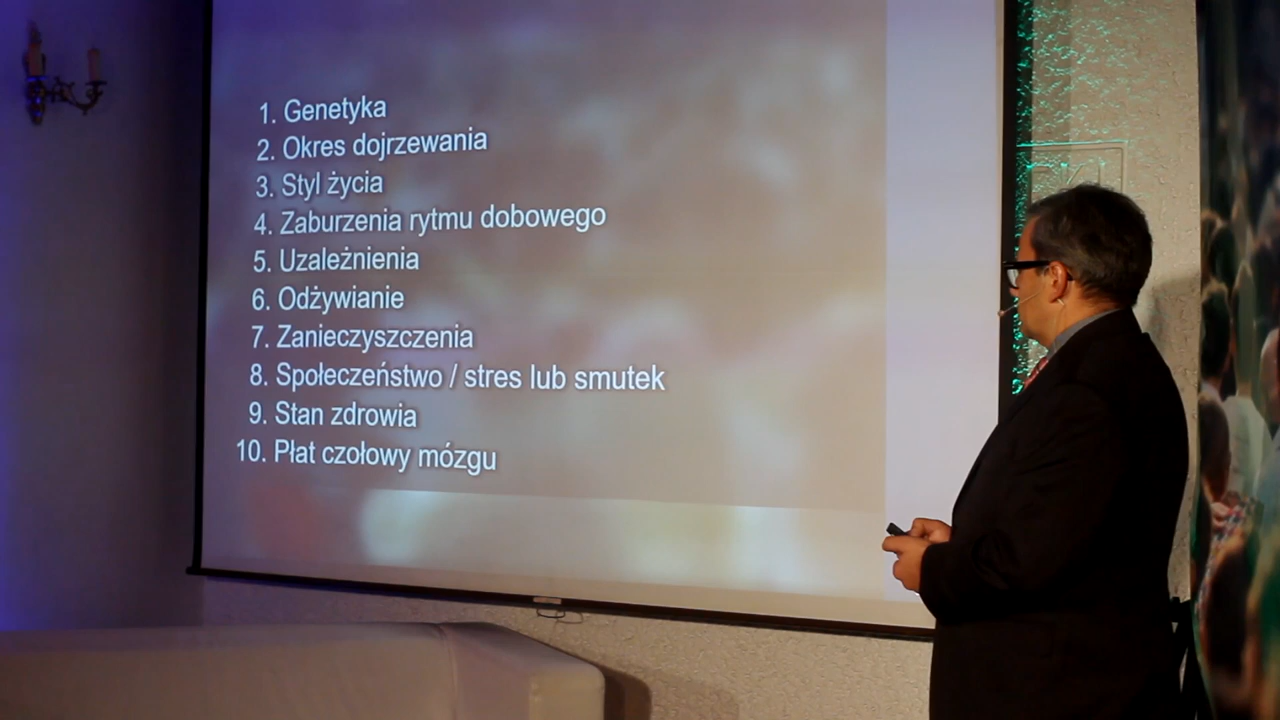 1. Genetyka
2. Okres dojrzewania
3. Styl życia
4. Zaburzenia rytmu dobowego
5. Uzależnienia
6. Odżywianie
7. Zanieczyszczenia
8. Społeczeństwo / stres lub smutek
9. Stan zdrowia
10. Płat czołowy mózgu